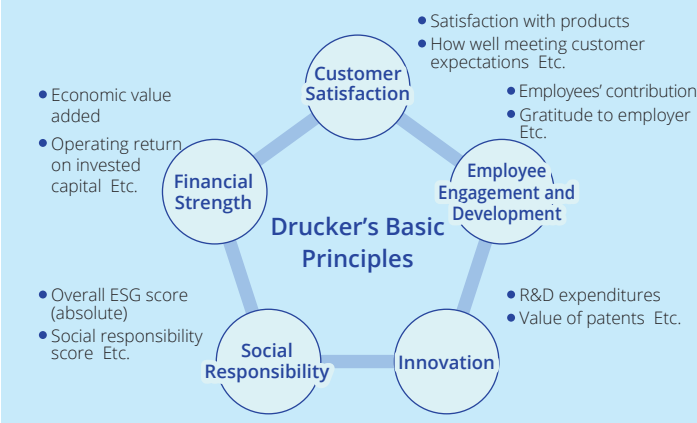 • Satisfaction with products
• How well meeting customer
expectations Etc.
Customer
Satisfaction
• Economic value
added
• Operating return
on invested
capital Etc.
• Employees’ contribution
• Gratitude to employer
Etc.
Financial
Strength
Employee
Engagement and
Development
Drucker’s Basic
Principles
• Overall ESG score
(absolute)
• Social responsibility
score Etc.
• R&D expenditures
• Value of patents Etc.
Social
Responsibility
Innovation